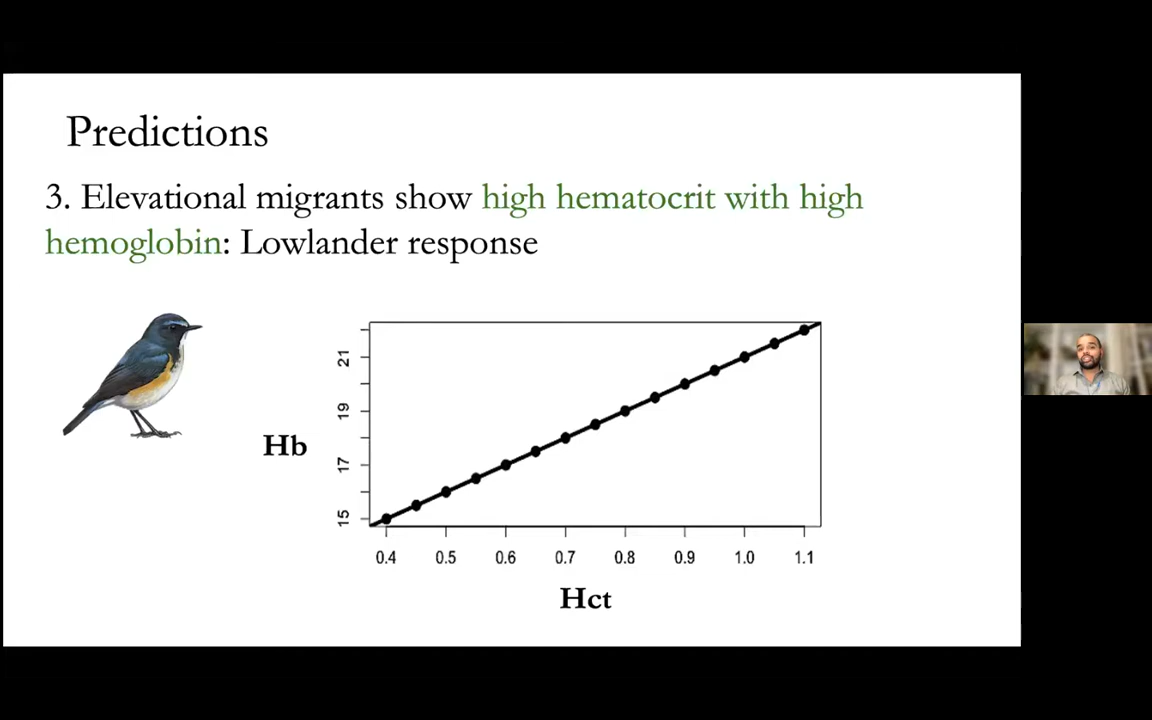 Predictions
3. Elevational migrants show high hematocrit with high
hemoglobin: Lowlander response
Hb
21
19
17
15
0.4 0.5 0.6 0.7 0.8 0.9 1.0 1.1
Hct